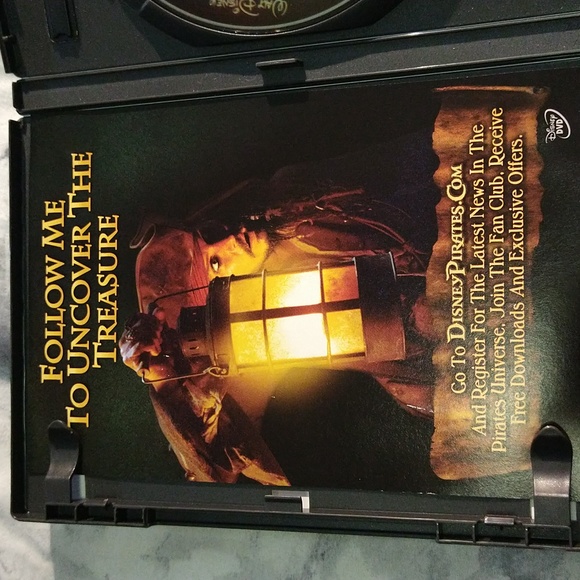 Follow Me
To Uncover The
Treasure
Go To DisneyPirates.Com
And Register For The Latest News In The
Pirates Universe, Join The Fan Club, Receive
Free Downloads And Exclusive Offers.
Disney
DVD